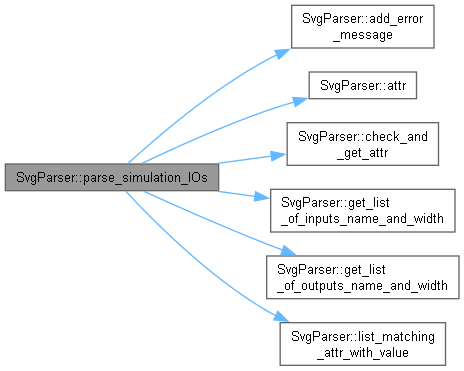 SvgParser::add_error
_message
SvgParser::attr
SvgParser::check_and
_get_attr
SvgParser::parse_simulation_IOs
SvgParser::get_list
_of_inputs_name_and_width
SvgParser::get_list
_of_outputs_name_and_width
SvgParser::list_matching
_attr_with_value